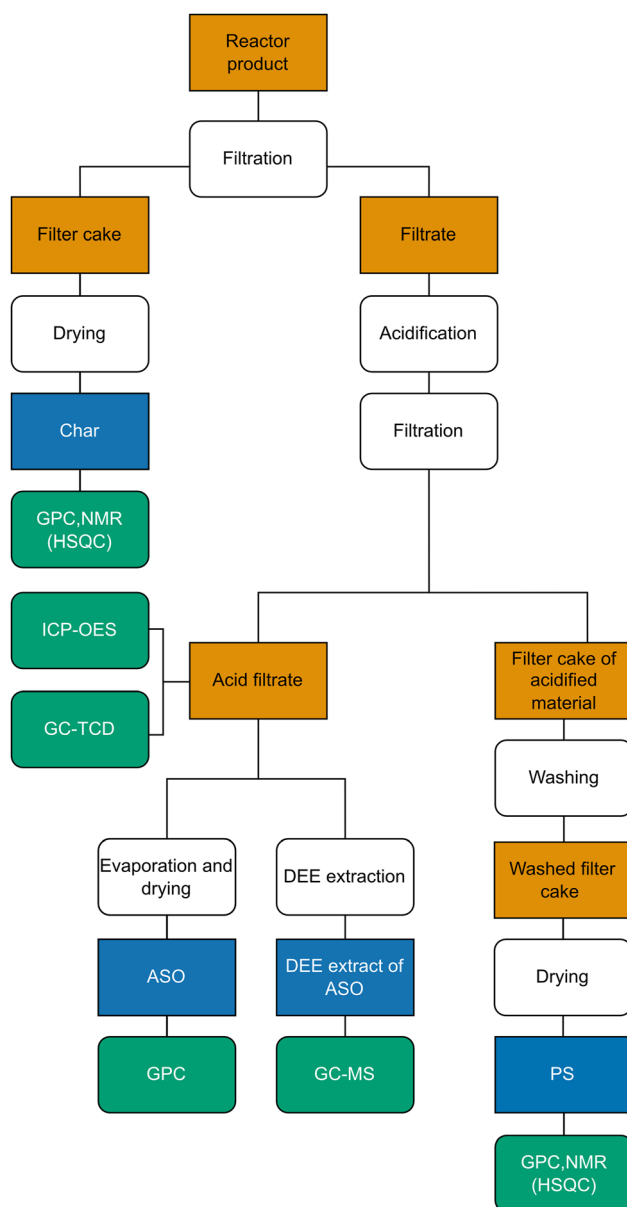 Reactor
product
Filtration
Filter cake
Filtrate
Drying
Acidification
Char
Filtration
GPC,NMR
(HSQC)
ICP-OES
GC-TCD
Acid filtrate
Filter cake of
acidified
material
Washing
Evaporation and
drying
DEE extraction
Washed filter
cake
ASO
DEE extract of
ASO
Drying
GPC
GC-MS
PS
GPC,NMR
(HSQC)